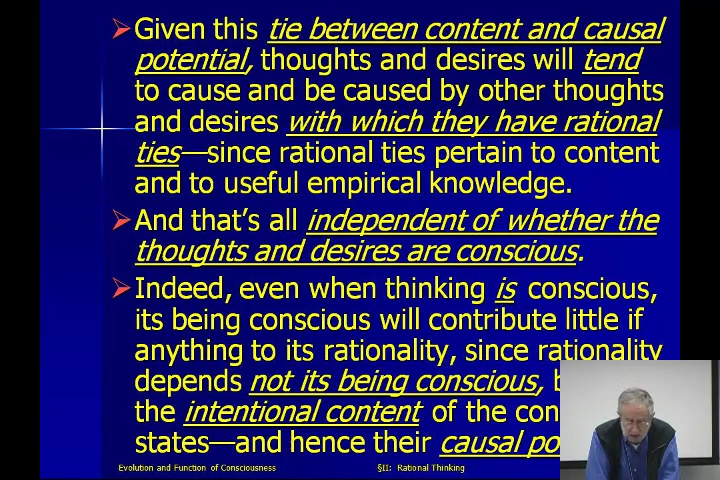 Given this tie between content and causal
potential, thoughts and desires will tend
to cause and be caused by other thoughts
and desires with which they have rational
ties—since rational ties pertain to content
and to useful empirical knowledge.
And that's all independent of whether the
thoughts and desires are conscious.
Indeed, even when thinking is conscious,
its being conscious will contribute little if
anything to its rationality, since rationality
depends not its being conscious,
the intentional content of the
states—and hence their causal
Evolution and Function of Consciousness
§II: Rational Thinking